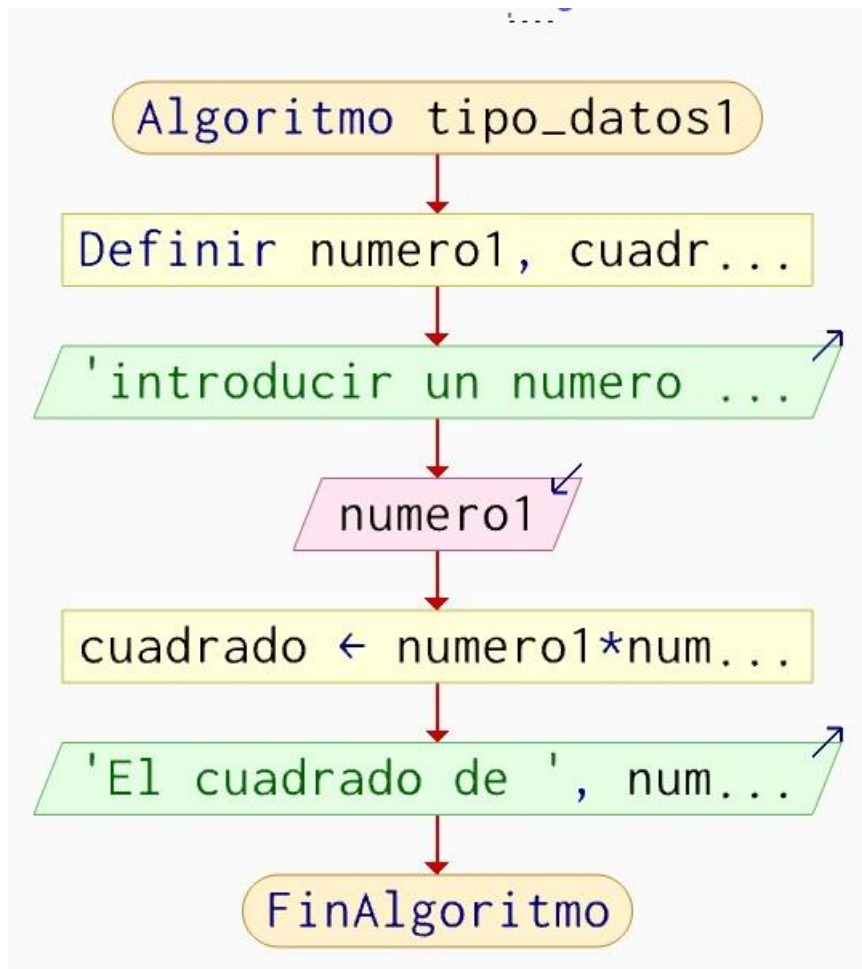 Algoritmo tipo_datos1
Definir numero1, cuadr...
'introducir un numero ...
numero1
cuadrado ← numero1*num...
'El cuadrado de ', num...
FinAlgoritmo